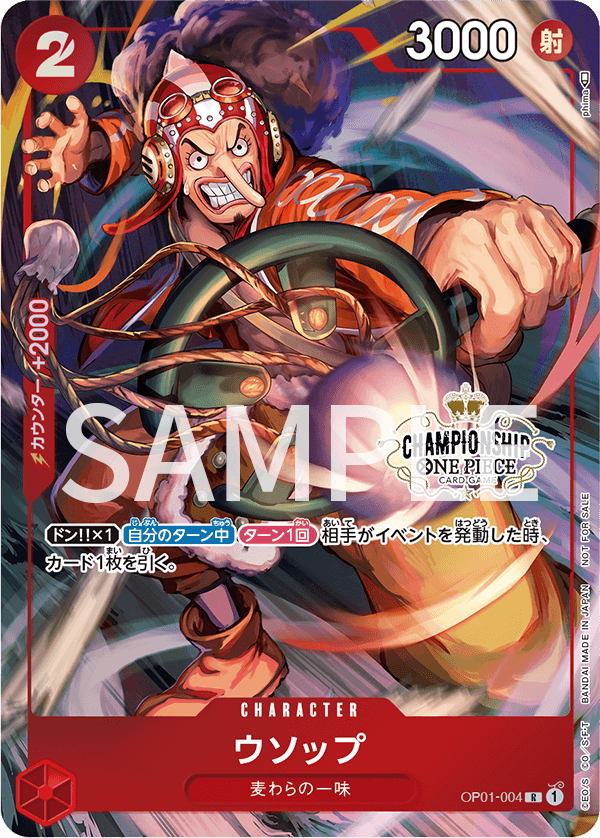 2
3000
射
phima
カウンター+2000
SAMPLE
CHAMPIONSHIP
ONE PIECE
CARD GAME
ドン!!×1 自分のターン中 ターン1回 相手がイベントを発動した時、
カード1枚を引く。
NOT FOR SALE
BANDAI MADE IN JAPAN
CEO/S CO/S・F・T
CHARACTER
ウソップ
麦わらの一味
OP01-004 R 1